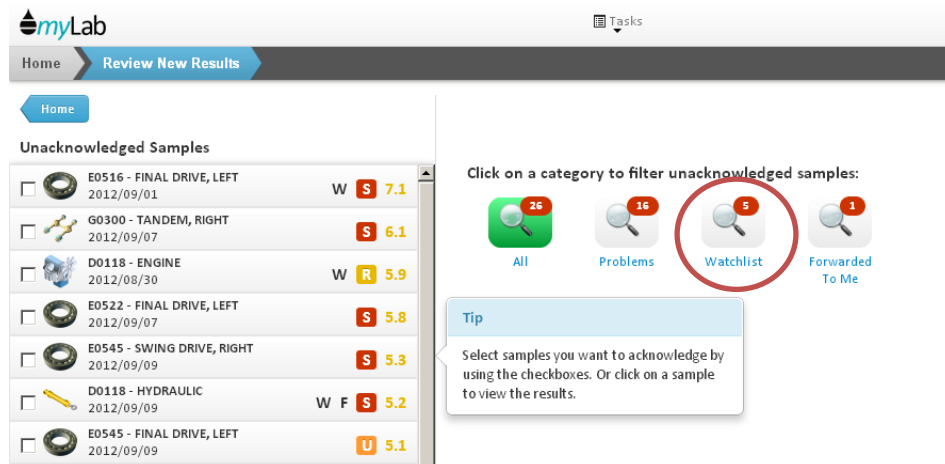 myLab
Tasks
Home
Review New Results
Home
Unacknowledged Samples
E0516 - FINAL DRIVE, LEFT
2012/09/01
W S 7.1
G0300 - TANDEM, RIGHT
2012/09/07
S 6.1
D0118 - ENGINE
2012/08/30
W R 5.9
E0522 - FINAL DRIVE, LEFT
2012/09/07
S 5.8
E0545 - SWING DRIVE, RIGHT
2012/09/09
S 5.3
D0118 - HYDRAULIC
2012/09/09
W F S 5.2
E0545 - FINAL DRIVE, LEFT
2012/09/09
U 5.1
Click on a category to filter unacknowledged samples:
26
16
5
1
All
Problems
Watchlist
Forwarded
To Me
Tip
Select samples you want to acknowledge by
using the checkboxes. Or click on a sample
to view the results.